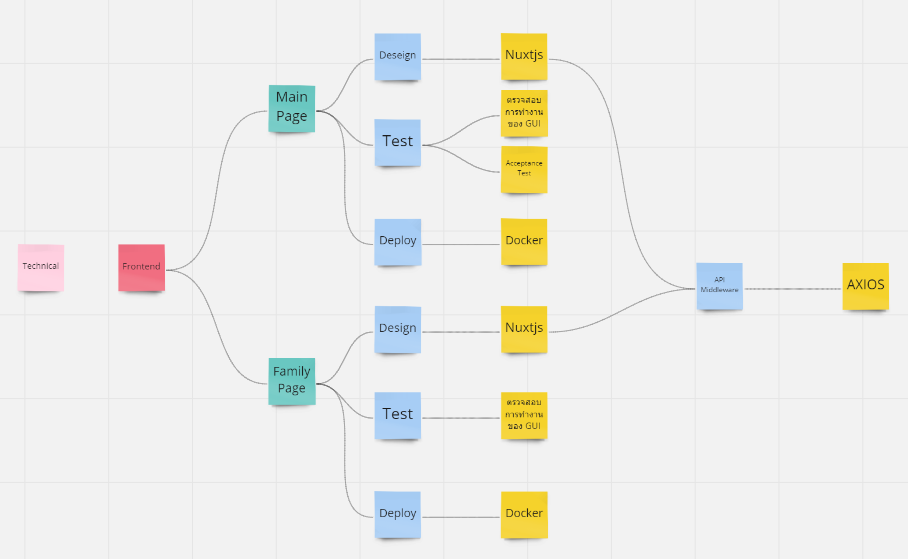 Technical
Frontend
Main
Page
Deseign
Nuxtjs
Test
ตรวจสอบ
การทำงาน
ของ GUI
Acceptance
Test
Deploy
Docker
Family
Page
Design
Nuxtjs
Test
ตรวจสอบ
การทำงาน
ของ GUI
Deploy
Docker
API
Middleware
AXIOS